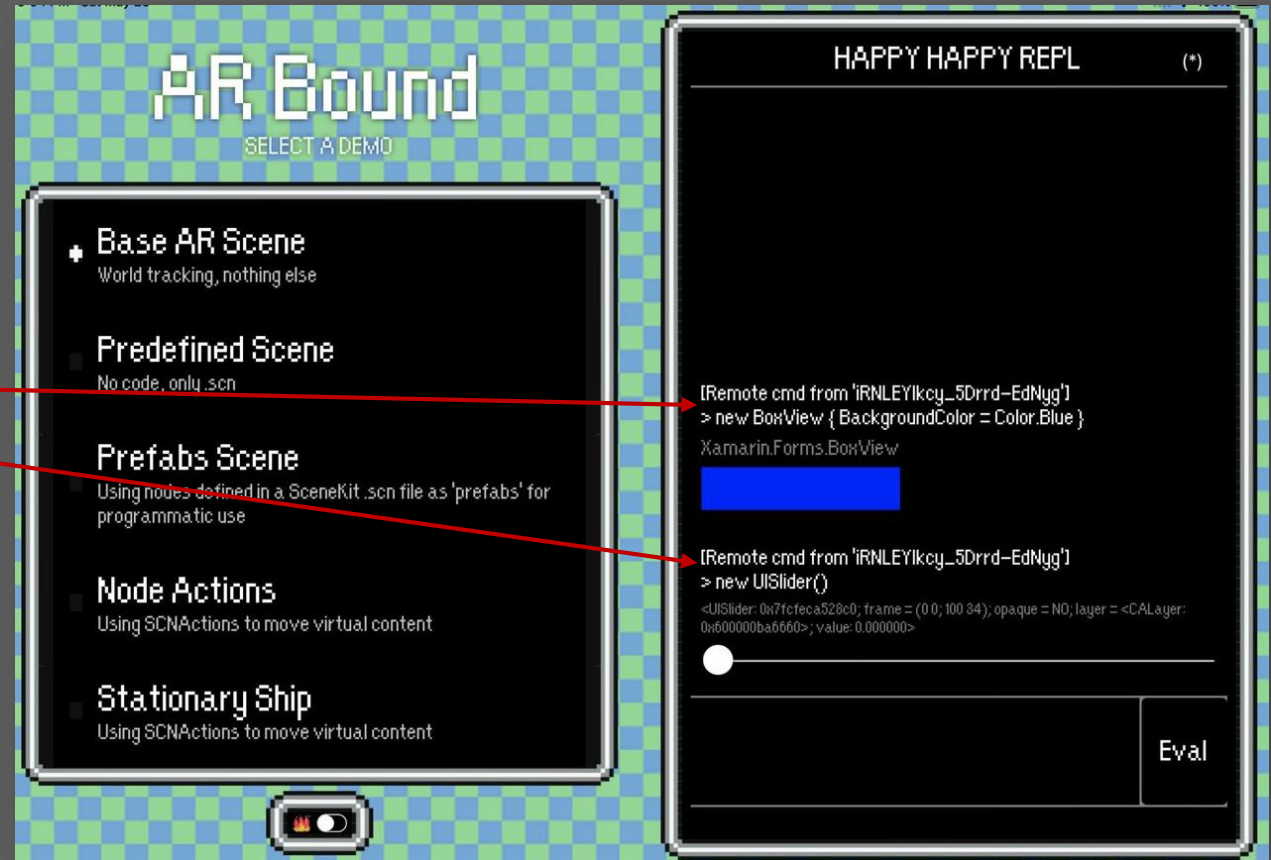 AR Bound
SELECT A DEMO
Base AR Scene
World tracking, nothing else
Predefined Scene
No code, only .scn
Prefabs Scene
Using nodes defined in a SceneKit .scn file as 'prefabs' for
programmatic use
Node Actions
Using SCNActions to move virtual content
Stationary Ship
Using SCNActions to move virtual content
HAPPY HAPPY REPL (*)
[Remote cmd from 'iRNLEYlkcy_5Drrd-EdNyg']
> new BoxView { BackgroundColor = Color.Blue }
Xamarin.Forms.BoxView
[Remote cmd from 'iRNLEYlkcy_5Drrd-EdNyg']
> new UISlider()
<UISlider: 0x7fcfeca528c0; frame = (0 0; 100 34); opaque = NO; layer = <CALayer:
0x600000ba6660>; value: 0.000000>
Eval